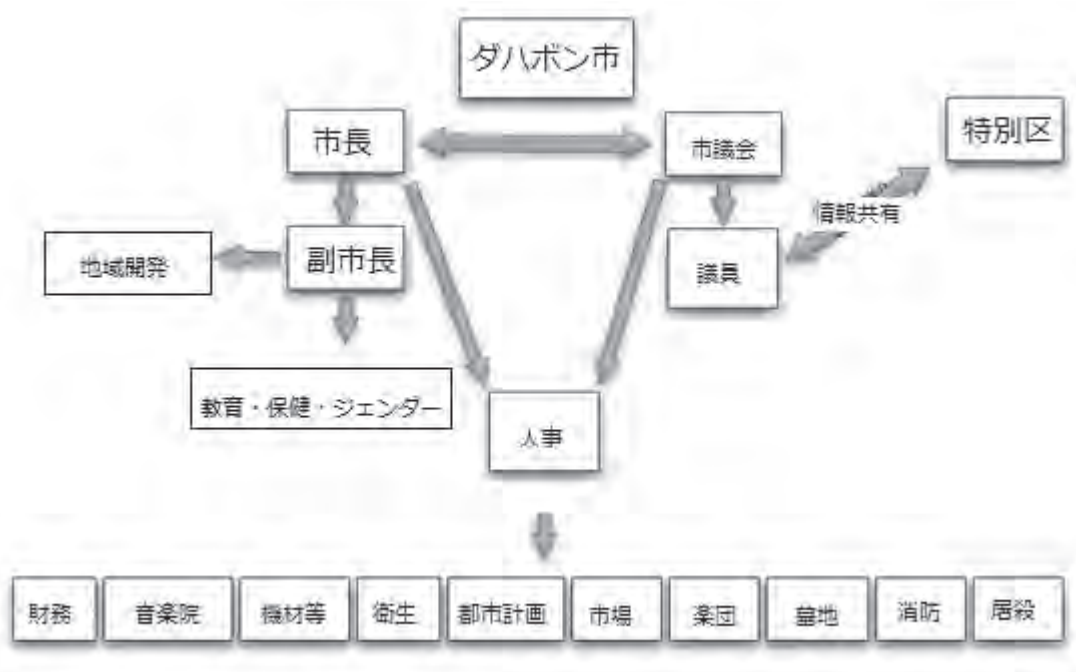 ダハボン市
市長
市議会
特別区
情報共有
副市長
地域開発
議員
教育・保健・ジェンダー
人事
財務
音楽院
機材等
衛生
都市計画
市場
楽団
墓地
消防
屠殺